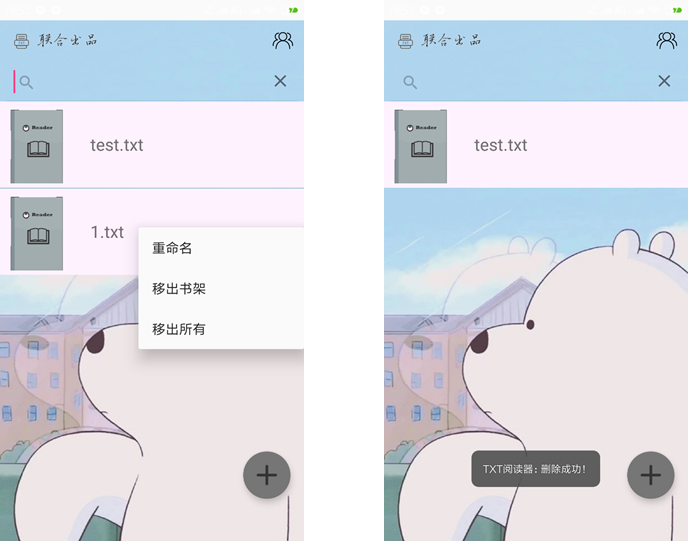 联合出品
Reader
test.txt
Reader
1.txt
重命名
移出书架
移出所有
联合出品
Reader
test.txt
TXT阅读器：删除成功！